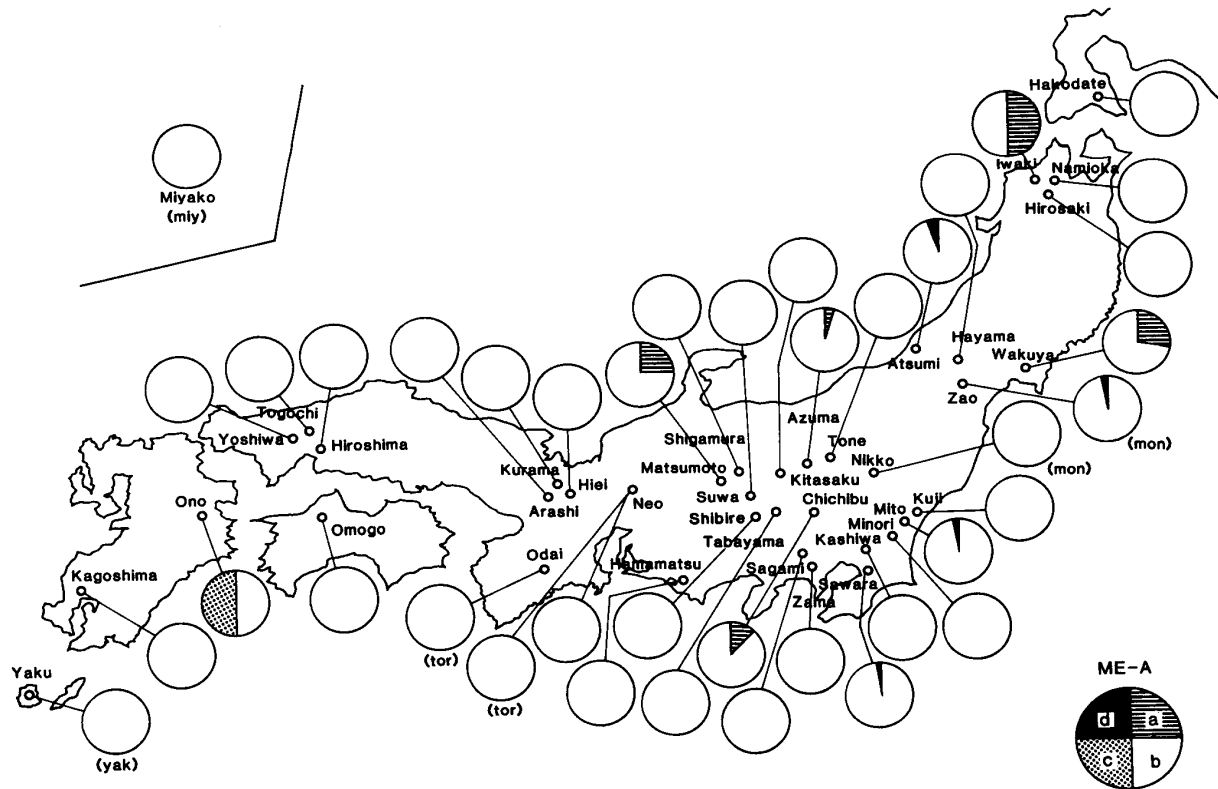 Hakodate
Iwaki
Namioka
Hirosaki
Miyako
(miy)
Hayama
Wakuya
Atsumi
Zao
(mon)
Azuma
Togochi
Yoshiwa
Hiroshima
Shigamura
Tone
Nikko
(mon)
Kurama
Hiei
Matsumoto
Kitasaku
Arashi
Neo
Suwa
Chichibu
Kuji
Ono
Omogo
Shibire
Mito
Minori
Tabayama
Kashiwa
Odai
Hamamatsu
Sagami
Sawara
Kagoshima
Zama
Yaku
(tor)
(tor)
(yak)
ME-A
d a
c b